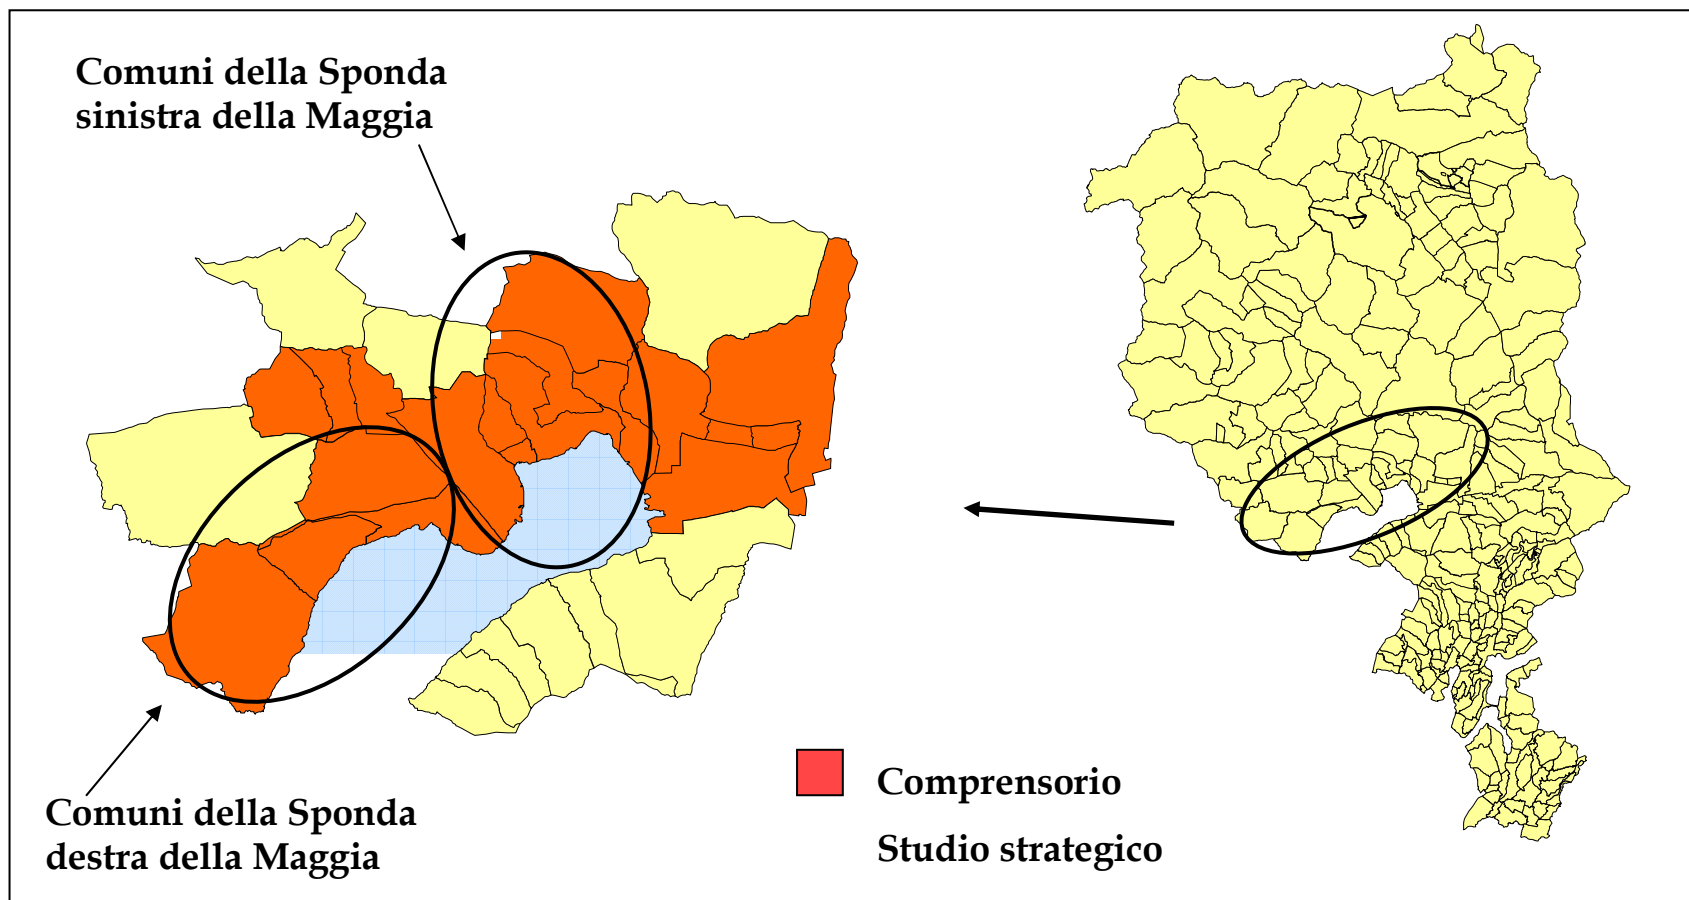 Comuni della Sponda
sinistra della Maggia
Comuni della Sponda
destra della Maggia
Comprensorio
Studio strategico